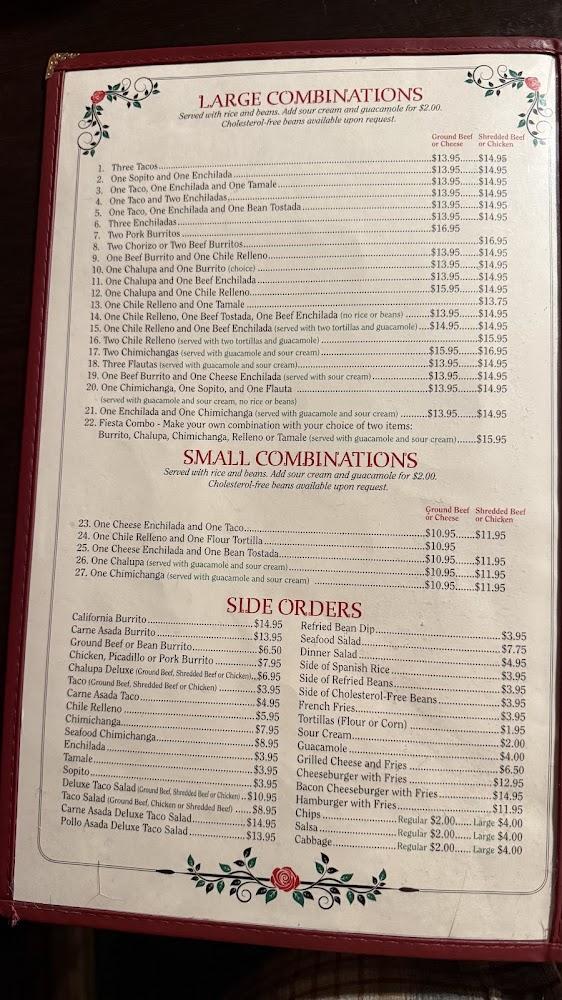 LARGE COMBINATIONS
Served with rice and beans. Add sour cream and guacamole for $2.00.
Cholesterol-free beans available upon request.
Ground Beef or Cheese Shredded Beef or Chicken
1. Three Tacos $13.95 $14.95
2. One Sopito and One Enchilada $13.95 $14.95
3. One Taco, One Enchilada and One Tamale $13.95 $14.95
4. One Taco and Two Enchiladas $13.95 $14.95
5. One Taco, One Enchilada and One Bean Tostada $13.95 $14.95
6. Three Enchiladas $13.95 $14.95
7. Two Pork Burritos $16.95
8. Two Chorizo or Two Beef Burritos $16.95
9. One Beef Burrito and One Chile Relleno $13.95 $14.95
10. One Chalupa and One Burrito (choice) $13.95 $14.95
11. One Chalupa and One Beef Enchilada $13.95 $14.95
12. One Chalupa and One Chile Relleno $15.95 $14.95
13. One Chile Relleno and One Tamale $13.75
14. One Chile Relleno, One Beef Tostada, One Beef Enchilada (no rice or beans) $13.95 $14.95
15. One Chile Relleno and One Beef Enchilada (served with two tortillas and guacamole) $14.95 $14.95
16. Two Chile Relleno (served with two tortillas and guacamole) $15.95
17. Two Chimichangas (served with guacamole and sour cream) $15.95 $16.95
18. Three Flautas (served with guacamole and sour cream) $13.95 $14.95
19. One Beef Burrito and One Cheese Enchilada (served with sour cream) $13.95 $14.95
20. One Chimichanga, One Sopito, and One Flauta $13.95 $14.95
(served with guacamole and sour cream, no rice or beans)
21. One Enchilada and One Chimichanga (served with guacamole and sour cream) $13.95 $14.95
22. Fiesta Combo - Make your own combination with your choice of two items:
Burrito, Chalupa, Chimichanga, Relleno or Tamale (served with guacamole and sour cream) $15.95
SMALL COMBINATIONS
Served with rice and beans. Add sour cream and guacamole for $2.00.
Cholesterol-free beans available upon request.
Ground Beef or Cheese Shredded Beef or Chicken
23. One Cheese Enchilada and One Taco $10.95 $11.95
24. One Chile Relleno and One Flour Tortilla $10.95
25. One Cheese Enchilada and One Bean Tostada $10.95 $11.95
26. One Chalupa (served with guacamole and sour cream) $10.95 $11.95
27. One Chimichanga (served with guacamole and sour cream) $10.95 $11.95
SIDE ORDERS
California Burrito $14.95
Carne Asada Burrito $13.95
Ground Beef or Bean Burrito $6.50
Chicken, Picadillo or Pork Burrito $7.95
Chalupa Deluxe (Ground Beef, Shredded Beef or Chicken) $6.95
Taco (Ground Beef, Shredded Beef or Chicken) $3.95
Carne Asada Taco $4.95
Chile Relleno $5.95
Chimichanga $7.95
Seafood Chimichanga $8.95
Enchilada $3.95
Tamale $3.95
Sopito $3.95
Deluxe Taco Salad (Ground Beef, Shredded Beef or Chicken) $10.95
Taco Salad (Ground Beef, Chicken or Shredded Beef) $8.95
Carne Asada Deluxe Taco Salad $14.95
Pollo Asada Deluxe Taco Salad $13.95
Refried Bean Dip $3.95
Seafood Salad $7.75
Dinner Salad $4.95
Side of Spanish Rice $3.95
Side of Refried Beans $3.95
Side of Cholesterol-Free Beans $3.95
French Fries $3.95
Tortillas (Flour or Corn) $1.95
Sour Cream $2.00
Guacamole $4.00
Grilled Cheese and Fries $6.50
Cheeseburger with Fries $12.95
Bacon Cheeseburger with Fries $14.95
Hamburger with Fries $11.95
Chips Regular $2.00 Large $4.00
Salsa Regular $2.00 Large $4.00
Cabbage Regular $2.00 Large $4.00